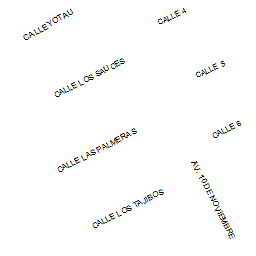 CALLE YOTAU
CALLE 4
CALLE LOS SAUCES
CALLE 5
CALLE 6
CALLE LAS PALMERAS
AV. 10 DE NOVIEMBRE
CALLE LOS TAJIBOS